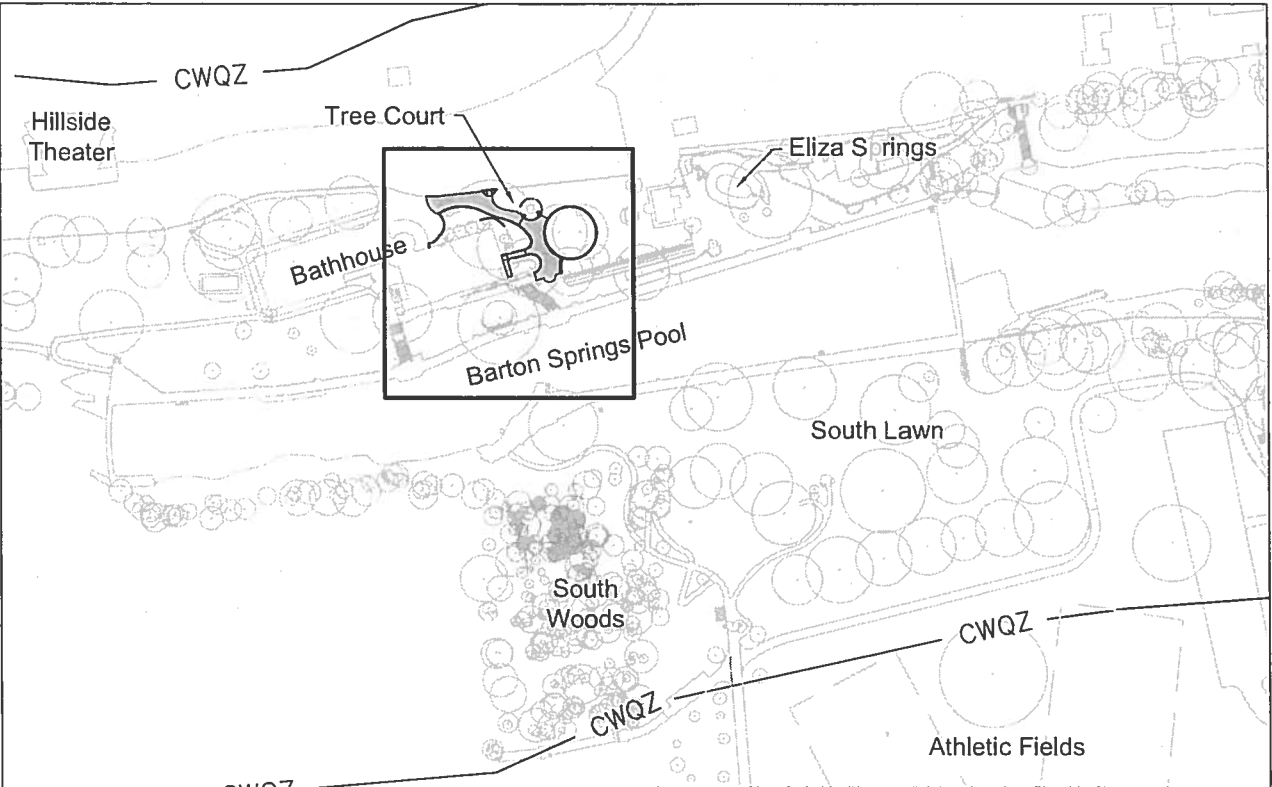 CWQZ
Hillside
Theater
Tree Court
Eliza Springs
Bathhouse
Barton Springs Pool
South Lawn
South
Woods
CWQZ
CWQZ
Athletic Fields
CWQZ